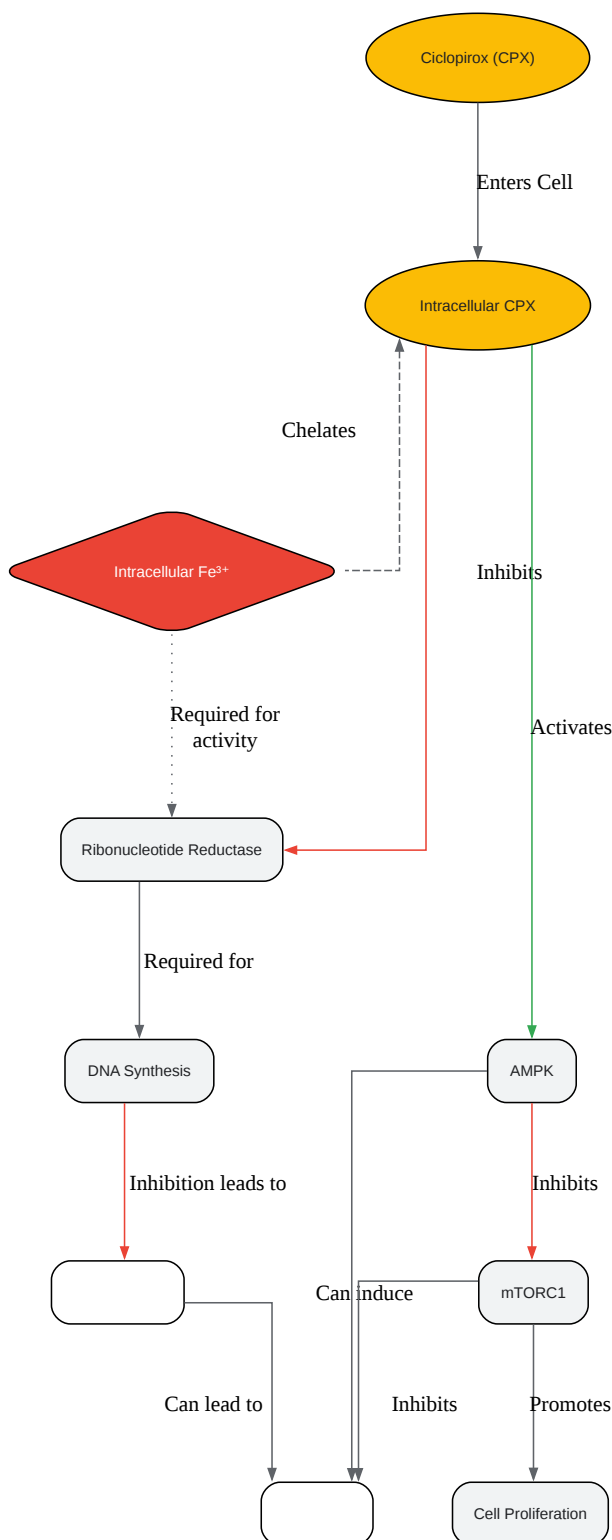 Ciclopirox (CPX)
Enters Cell
Intracellular CPX
Chelates
Intracellular Fe³⁺
Inhibits
Required for
activity
Activates
Ribonucleotide Reductase
Required for
DNA Synthesis
AMPK
Inhibition leads to
Inhibits
Can induce
mTORC1
Can lead to
Inhibits
Promotes
Cell Proliferation